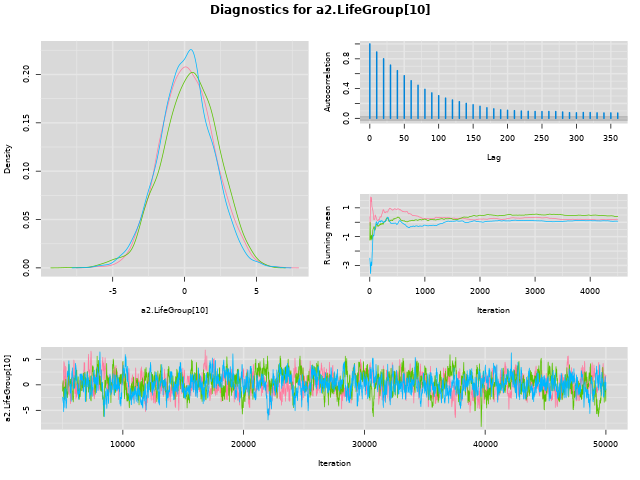 Diagnostics for a2.LifeGroup[10]
Density
0.00 0.05 0.10 0.15 0.20
-5 0 5
a2.LifeGroup[10]
Autocorrelation
0.0 0.4 0.8
0 50 100 150 200 250 300 350
Lag
Running mean
-3 -1 1
0 1000 2000 3000 4000
Iteration
a2.LifeGroup[10]
-5 0 5
10000 20000 30000 40000 50000
Iteration